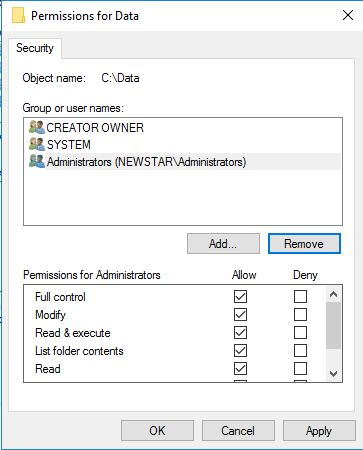 Permissions for Data
Security
Object name: C:\Data
Group or user names:
CREATOR OWNER
SYSTEM
Administrators (NEWSTAR\Administrators)
Add... Remove
Permissions for Administrators Allow Deny
Full control
Modify
Read & execute
List folder contents
Read
OK Cancel Apply